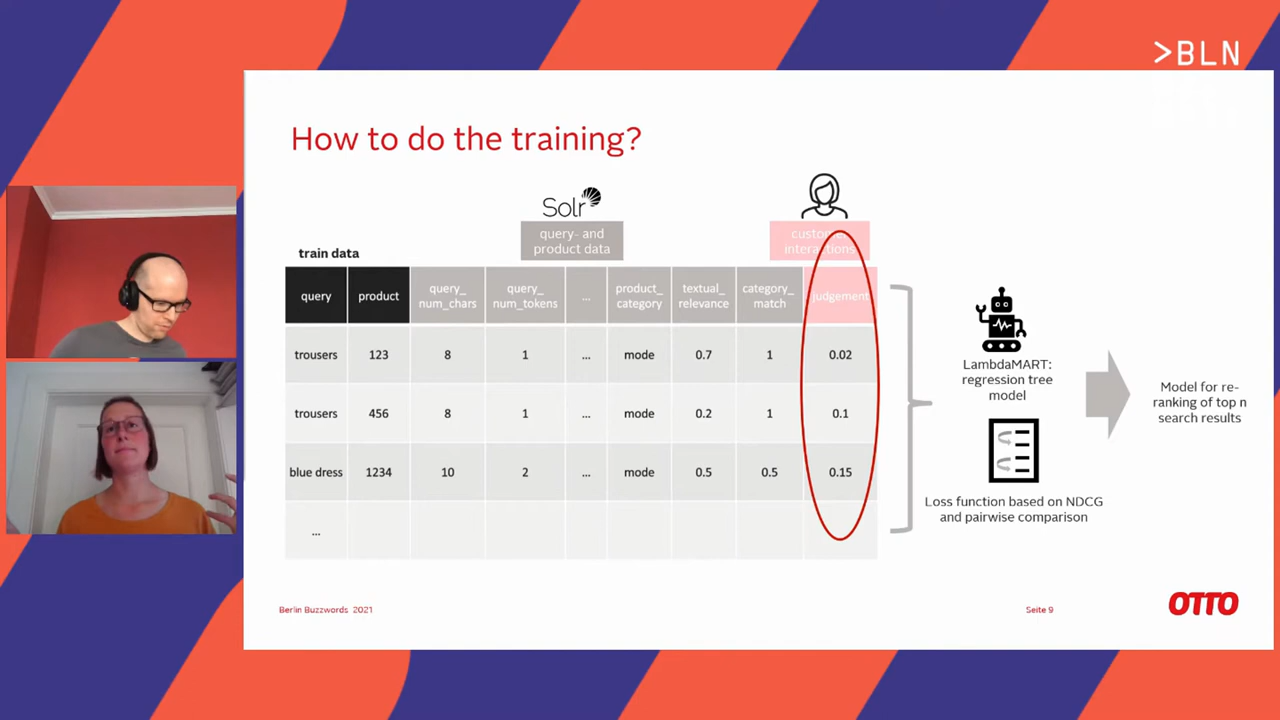 >BLN
How to do the training?
Solr
query- and
product data
customer
interactions
train data
query product query_ num_chars query_ num_tokens ... product_ category textual_ relevance category_ match judgement
trousers 123 8 1 ... mode 0.7 1 0.02
trousers 456 8 1 ... mode 0.2 1 0.1
blue dress 1234 10 2 ... mode 0.5 0.5 0.15
...
LambdaMART:
regression tree
model
Loss function based on NDCG
and pairwise comparison
Model for re-
ranking of top n
search results
Berlin Buzzwords 2021
Seite 9
OTTO